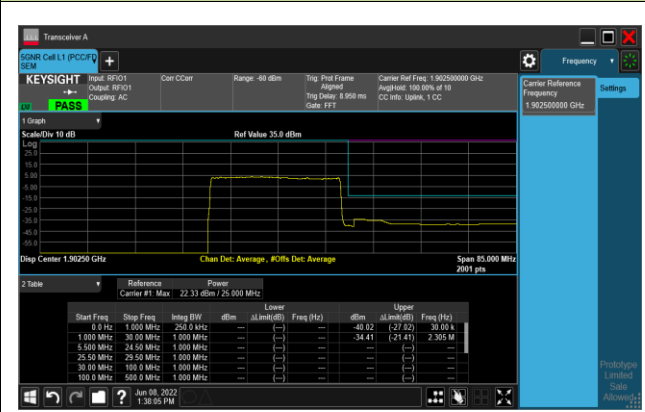 Transceiver A
5GNR Cell L1 (PCC/FD
SEM
Frequency
KEYSIGHT
Input: RFIO1
Output: RFIO1
Coupling: AC
Corr CCorr
Range: -60 dBm
Trig: Prot Frame
Aligned
Trig Delay: 8.950 ms
Gate: FFT
Carrier Ref Freq: 1.902500000 GHz
Avg|Hold: 100.00% of 10
CC Info: Uplink, 1 CC
PASS
Carrier Reference
Frequency
1.902500000 GHz
Settings
1 Graph
Scale/Div 10 dB
Ref Value 35.0 dBm
Log
25.0
15.0
5.00
-5.00
-15.0
-25.0
-35.0
-45.0
-55.0
Disp Center 1.90250 GHz
Chan Det: Average , #Offs Det: Average
Span 85.000 MHz
2001 pts
2 Table
Reference Power
Carrier #1: Max 22.33 dBm / 25.000 MHz
Lower Upper
Start Freq Stop Freq Integ BW dBm ΔLimit(dB) Freq (Hz) dBm ΔLimit(dB) Freq (Hz)
0.0 Hz 1.000 MHz 250.0 kHz --- (---) --- -40.02 (-27.02) 30.00 k
1.000 MHz 30.00 MHz 1.000 MHz --- (---) --- -34.41 (-21.41) 2.305 M
5.500 MHz 24.50 MHz 1.000 MHz --- (---) --- --- (---) ---
25.50 MHz 29.50 MHz 1.000 MHz --- (---) --- --- (---) ---
30.00 MHz 100.0 MHz 1.000 MHz --- (---) --- --- (---) ---
100.0 MHz 500.0 MHz 1.000 MHz --- (---) --- --- (---) ---
Jun 08, 2022
1:38:05 PM
Prototype
Limited
Sale
Allowed